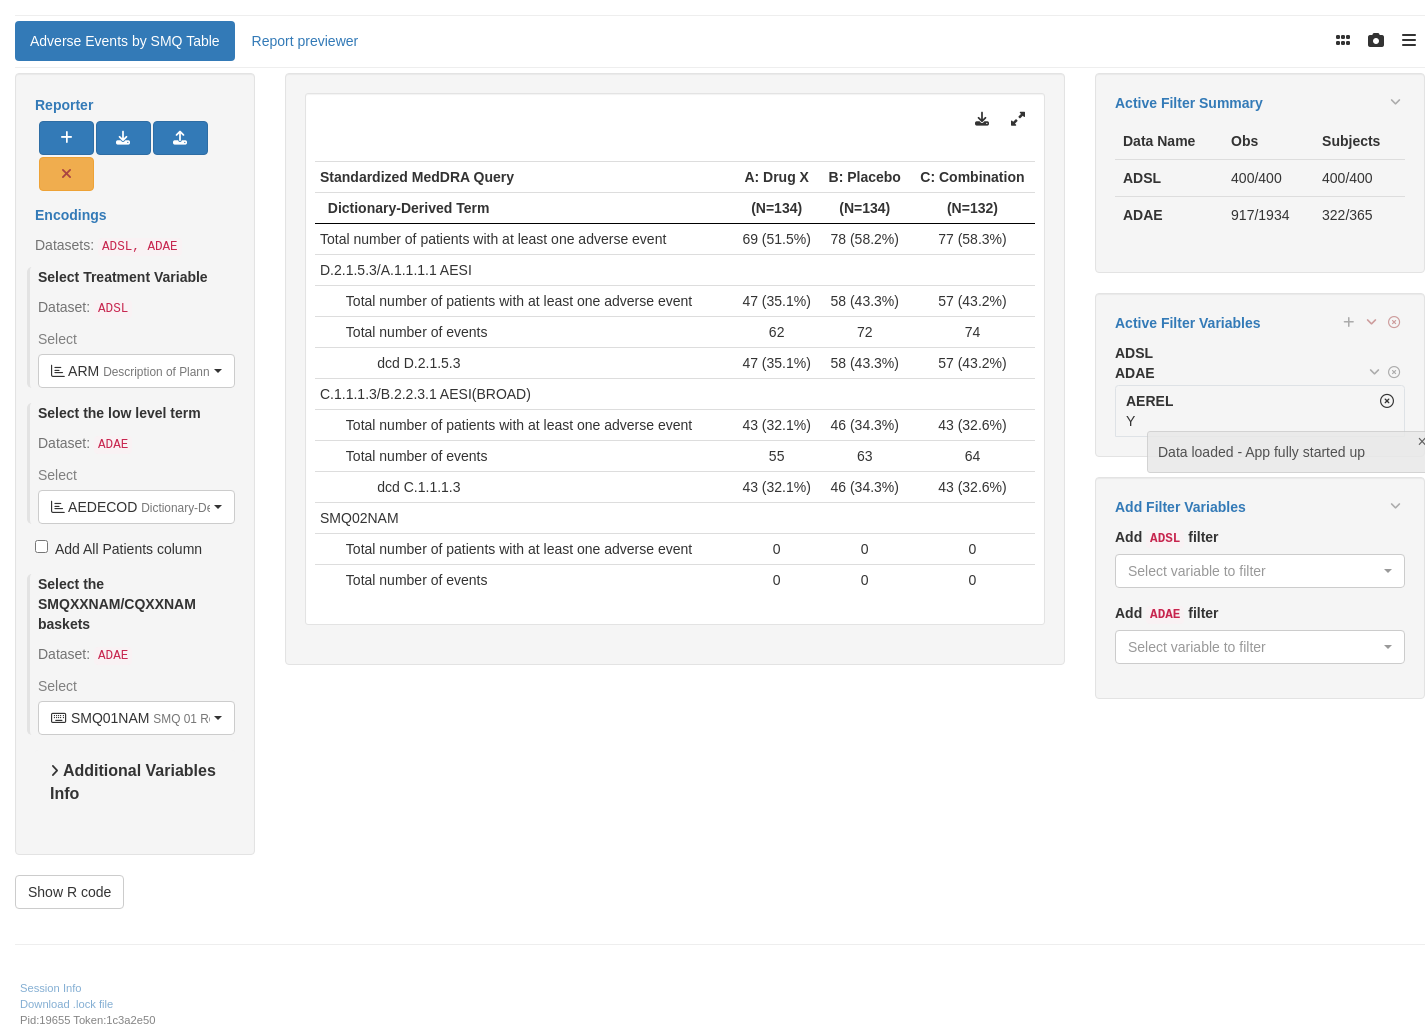 Adverse Events by SMQ Table Report previewer
Reporter
Encodings
Datasets: ADSL, ADAE
Select Treatment Variable
Dataset: ADSL
Select
ARM Description of Plann
Select the low level term
Dataset: ADAE
Select
AEDECOD Dictionary-De
Add All Patients column
Select the
SMQXXNAM/CQXXNAM
baskets
Dataset: ADAE
Select
SMQ01NAM SMQ 01 R
Additional Variables
Info
Show R code
Standardized MedDRA Query A: Drug X B: Placebo C: Combination
Dictionary-Derived Term (N=134) (N=134) (N=132)
Total number of patients with at least one adverse event 69 (51.5%) 78 (58.2%) 77 (58.3%)
D.2.1.5.3/A.1.1.1.1 AESI
Total number of patients with at least one adverse event 47 (35.1%) 58 (43.3%) 57 (43.2%)
Total number of events 62 72 74
dcd D.2.1.5.3 47 (35.1%) 58 (43.3%) 57 (43.2%)
C.1.1.1.3/B.2.2.3.1 AESI(BROAD)
Total number of patients with at least one adverse event 43 (32.1%) 46 (34.3%) 43 (32.6%)
Total number of events 55 63 64
dcd C.1.1.1.3 43 (32.1%) 46 (34.3%) 43 (32.6%)
SMQ02NAM
Total number of patients with at least one adverse event 0 0 0
Total number of events 0 0 0
Active Filter Summary
Data Name Obs Subjects
ADSL 400/400 400/400
ADAE 917/1934 322/365
Active Filter Variables
ADSL
ADAE
AEREL
Y
Data loaded - App fully started up
Add Filter Variables
Add ADSL filter
Select variable to filter
Add ADAE filter
Select variable to filter
Session Info
Download .lock file
Pid:19655 Token:1c3a2e50